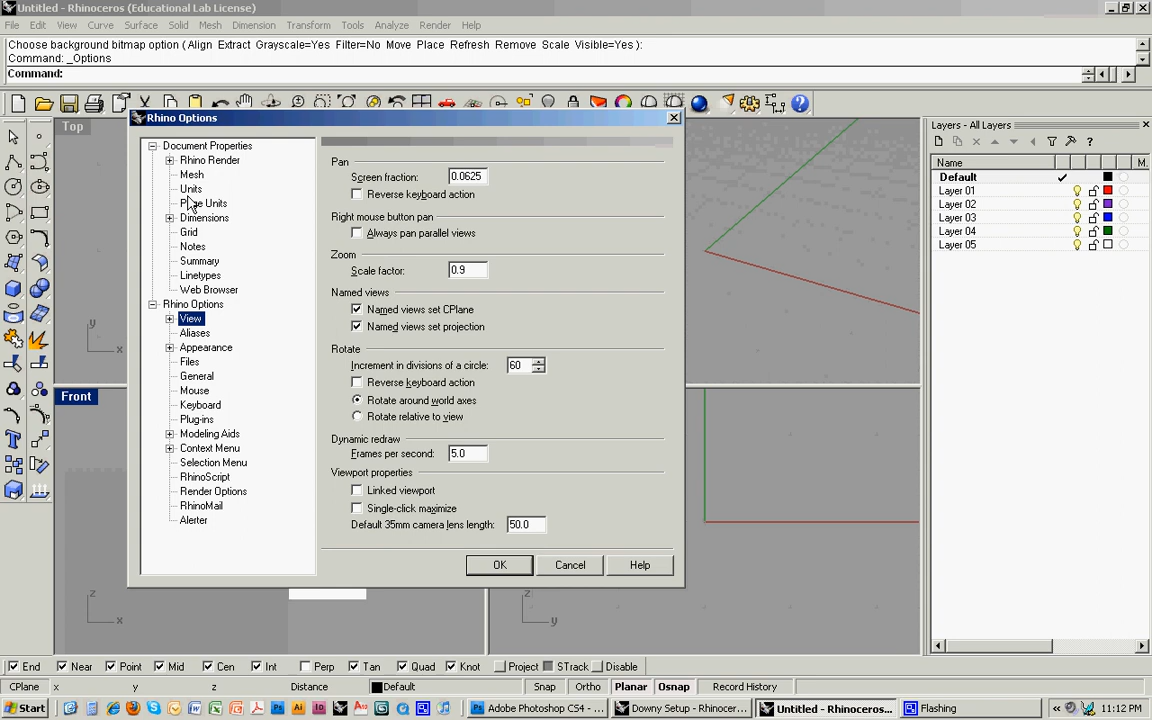 Untitled - Rhinoceros (Educational Lab License)
File Edit View Curve Surface Solid Mesh Dimension Transform Tools Analyze Render Help
Choose background bitmap option (Align Extract Grayscale=Yes Filter=No Move Place Refresh Remove Scale Visible=Yes ):
Command: _Options
Command:
Rhino Options
Top
Layers - All Layers
Name M.
Default
Layer 01
Layer 02
Layer 03
Layer 04
Layer 05
Document Properties
Rhino Render
Mesh
Units
Units
Dimensions
Grid
Notes
Summary
Linetypes
Web Browser
Rhino Options
View
Aliases
Appearance
Files
General
Mouse
Keyboard
Plug-ins
Modeling Aids
Context Menu
Selection Menu
RhinoScript
Render Options
RhinoMail
Alerter
Pan
Screen fraction: 0.0625
Reverse keyboard action
Right mouse button pan
Always pan parallel views
Zoom
Scale factor: 0.9
Named views
Named views set CPlane
Named views set projection
Rotate
Increment in divisions of a circle: 60
Reverse keyboard action
Rotate around world axes
Rotate relative to view
Dynamic redraw
Frames per second: 5.0
Viewport properties
Linked viewport
Single-click maximize
Default 35mm camera lens length: 50.0
OK Cancel Help
y
x
Front
z
x
z
y
End Near Point Mid Cen Int Perp Tan Quad Knot Project STrack Disable
CPlane x y z Distance Default Snap Ortho Planar Osnap Record History
Start Adobe Photoshop CS4 - ... Downy Setup - Rhinocer... Untitled - Rhinoceros... Flashing 11:12 PM